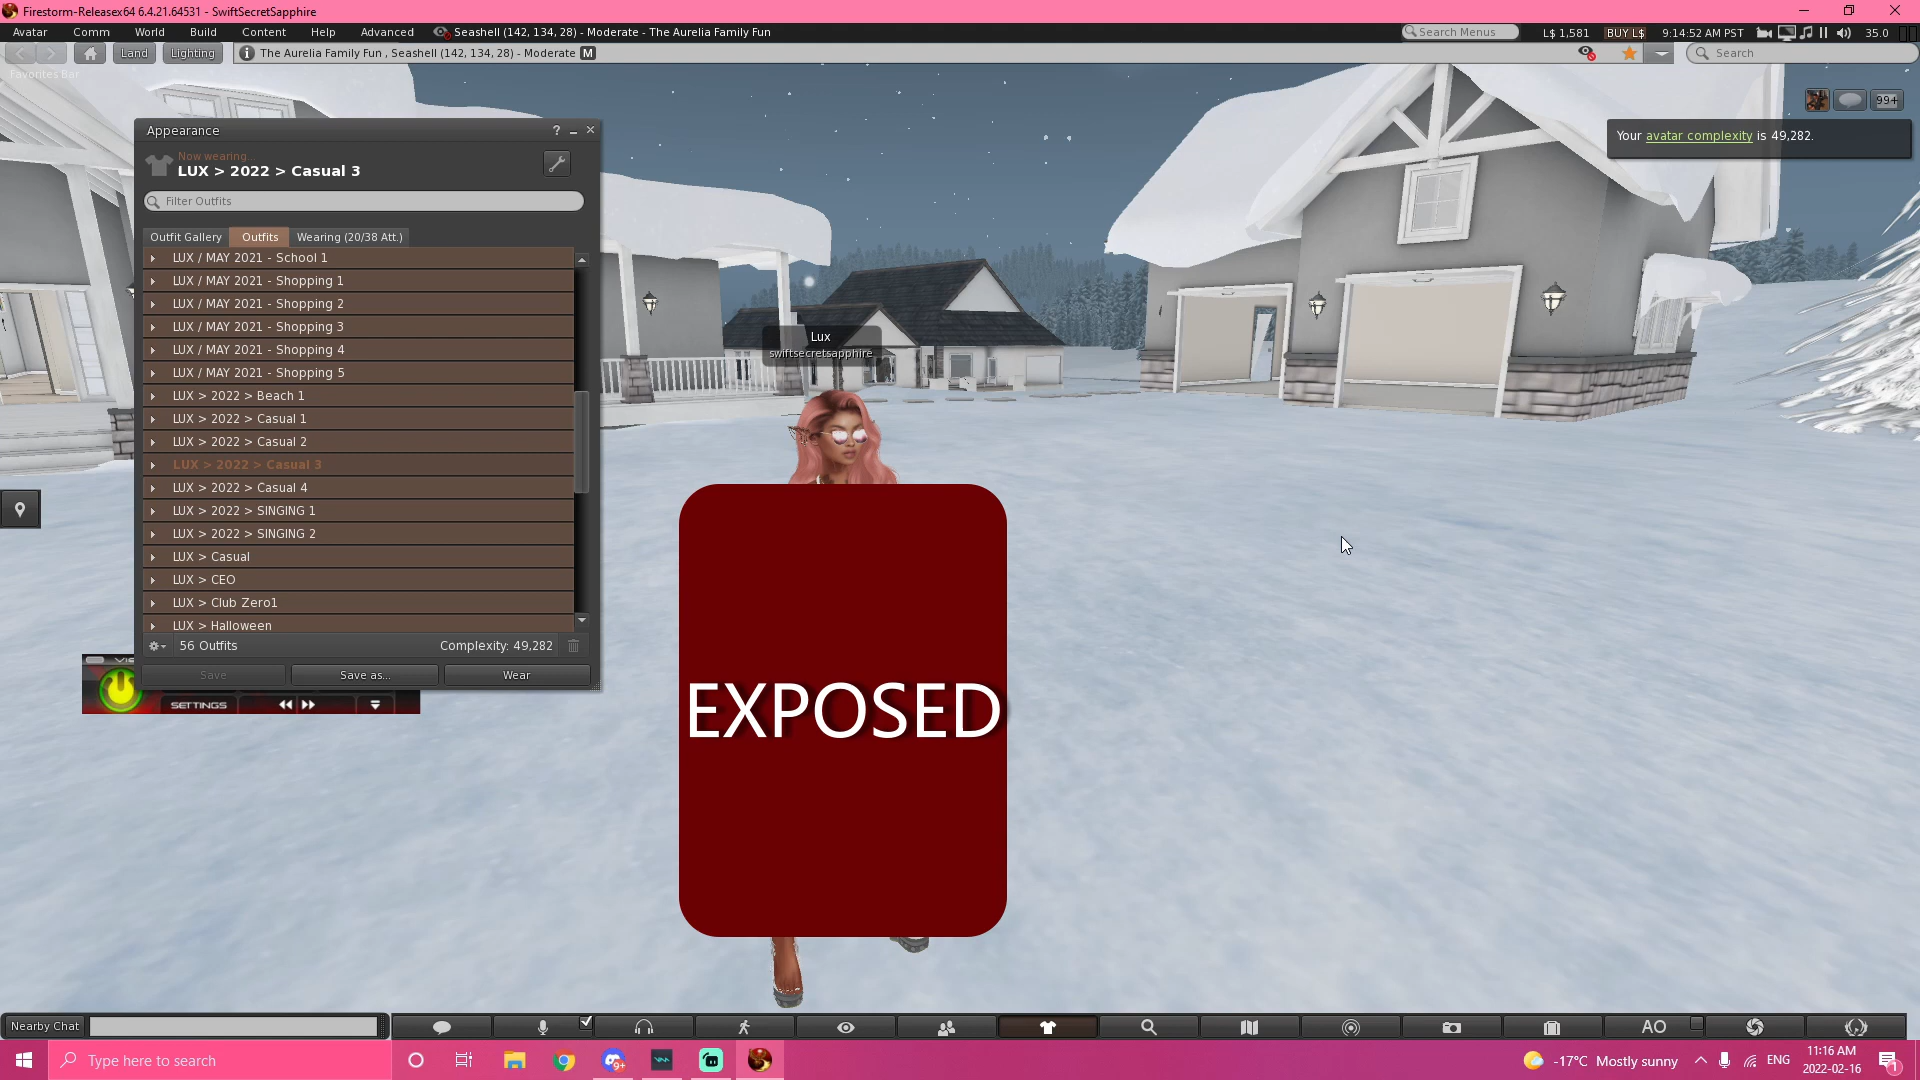 Firestorm-Releasex64 6.4.21.64531 - SwiftSecretSapphire
Avatar Comm World Build Content Help Advanced Seashell (142, 134, 28) - Moderate - The Aurelia Family Fun Search Menus L$ 1,581 BUY L$ 9:14:52 AM PST 35.0
Land Lighting The Aurelia Family Fun , Seashell (142, 134, 28) - Moderate M Search
Favorites Bar
99+
Your avatar complexity is 49,282.
Appearance ?
Now wearing...
LUX > 2022 > Casual 3
Filter Outfits
Outfit Gallery Outfits Wearing (20/38 Att.)
LUX / MAY 2021 - School 1
LUX / MAY 2021 - Shopping 1
LUX / MAY 2021 - Shopping 2
LUX / MAY 2021 - Shopping 3
LUX / MAY 2021 - Shopping 4
LUX / MAY 2021 - Shopping 5
LUX > 2022 > Beach 1
LUX > 2022 > Casual 1
LUX > 2022 > Casual 2
LUX > 2022 > Casual 3
LUX > 2022 > Casual 4
LUX > 2022 > SINGING 1
LUX > 2022 > SINGING 2
LUX > Casual
LUX > CEO
LUX > Club Zero1
LUX > Halloween
56 Outfits Complexity: 49,282
Save Save as... Wear
SETTINGS
Lux
swiftsecretsapphire
EXPOSED
Nearby Chat AO
Type here to search 9+ -17°C Mostly sunny ENG 11:16 AM
2022-02-16 1